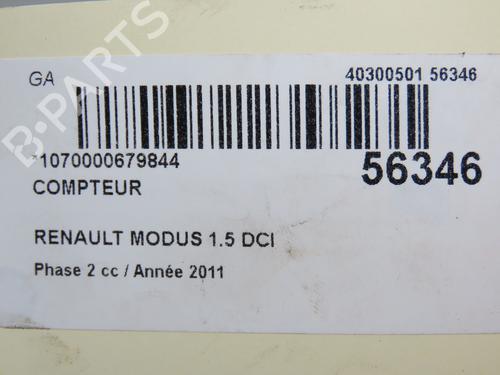 GA
40300501 56346
*1070000679844
56346
COMPTEUR
RENAULT MODUS 1.5 DCI
Phase 2 cc / Année 2011
B-PARTS